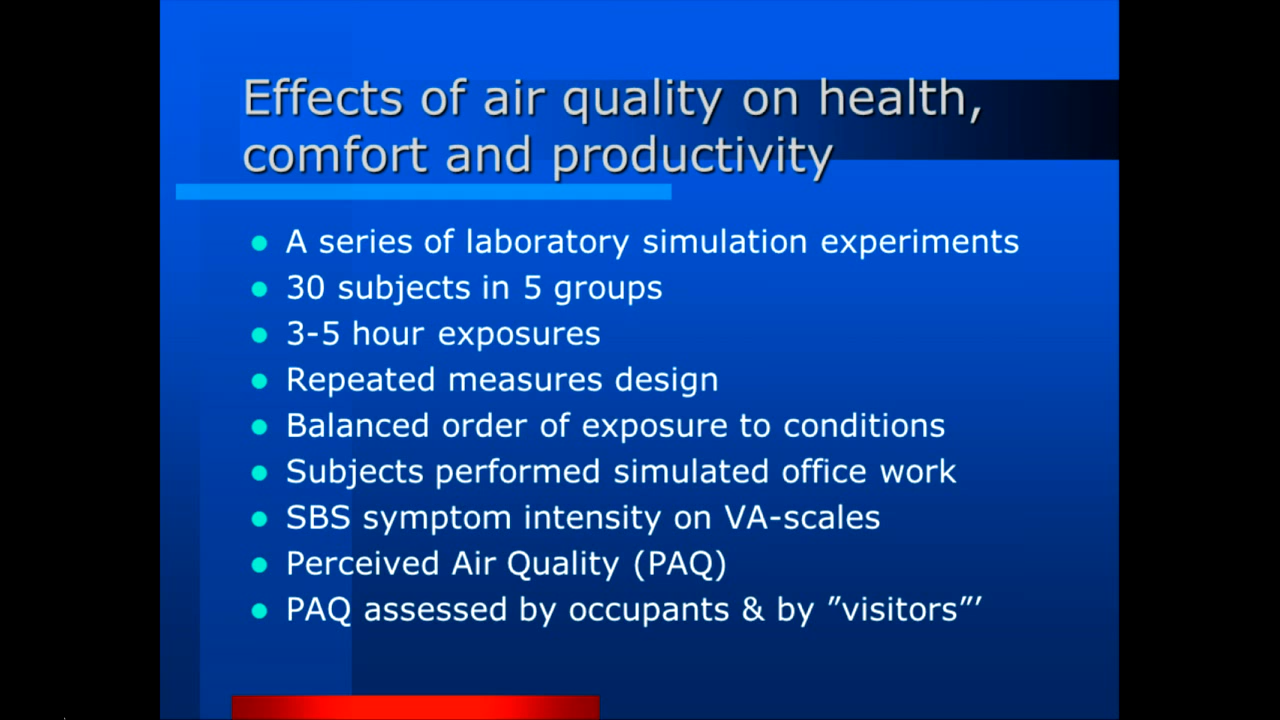 Effects of air quality on health,
comfort and productivity
A series of laboratory simulation experiments
30 subjects in 5 groups
3-5 hour exposures
Repeated measures design
Balanced order of exposure to conditions
Subjects performed simulated office work
SBS symptom intensity on VA-scales
Perceived Air Quality (PAQ)
PAQ assessed by occupants & by ”visitors”’